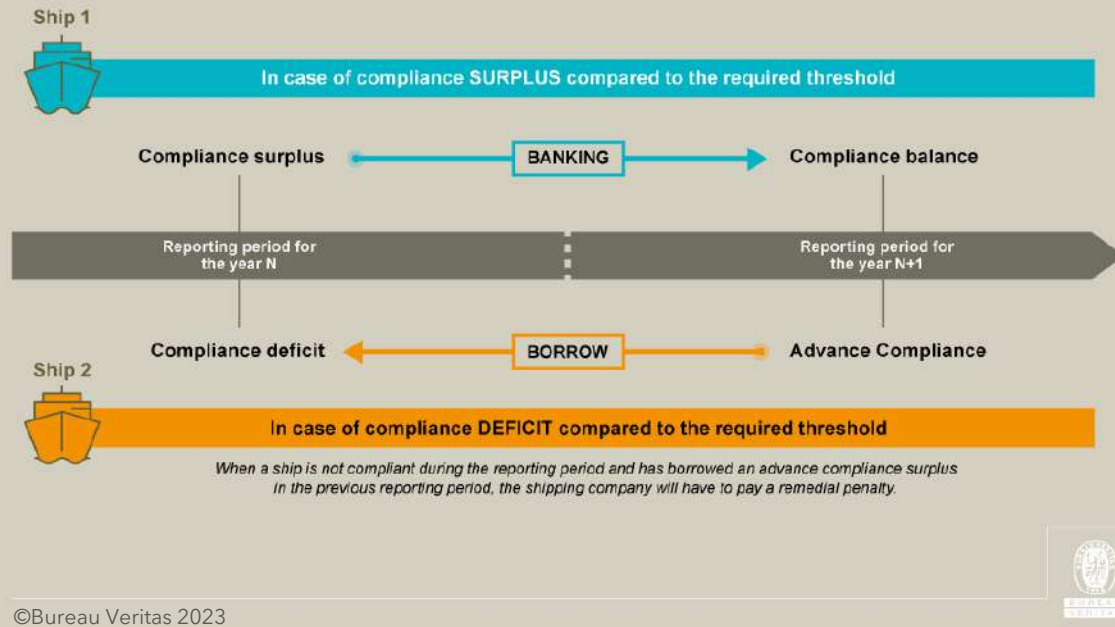 Ship 1
In case of compliance SURPLUS compared to the required threshold
Compliance surplus
BANKING
Compliance balance
Reporting period for
the year N
Reporting period for
the year N+1
Compliance deficit
BORROW
Advance Compliance
Ship 2
In case of compliance DEFICIT compared to the required threshold
When a ship is not compliant during the reporting period and has borrowed an advance compliance surplus
in the previous reporting period, the shipping company will have to pay a remedial penalty.
©Bureau Veritas 2023